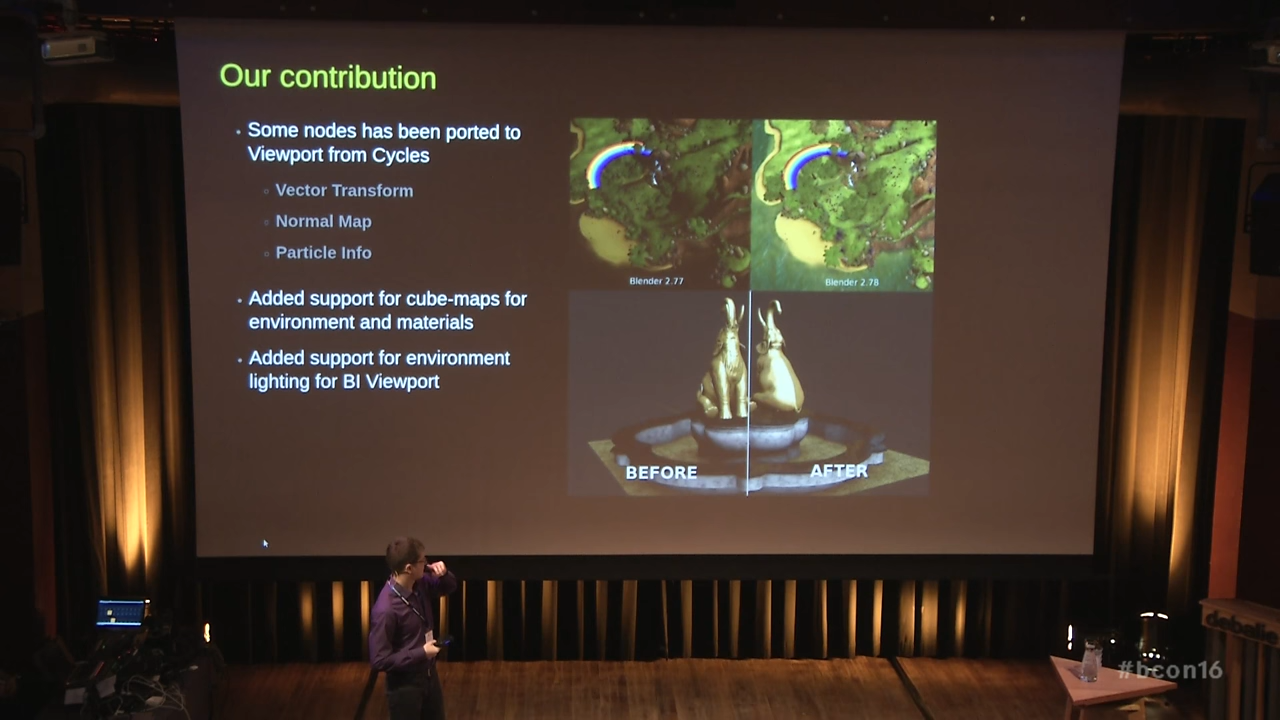 Our contribution
Some nodes has been ported to
Viewport from Cycles
Vector Transform
Normal Map
Particle Info
Added support for cube-maps for
environment and materials
Added support for environment
lighting for BI Viewport
Blender 2.77
Blender 2.78
BEFORE
AFTER
debalie
#bcon16